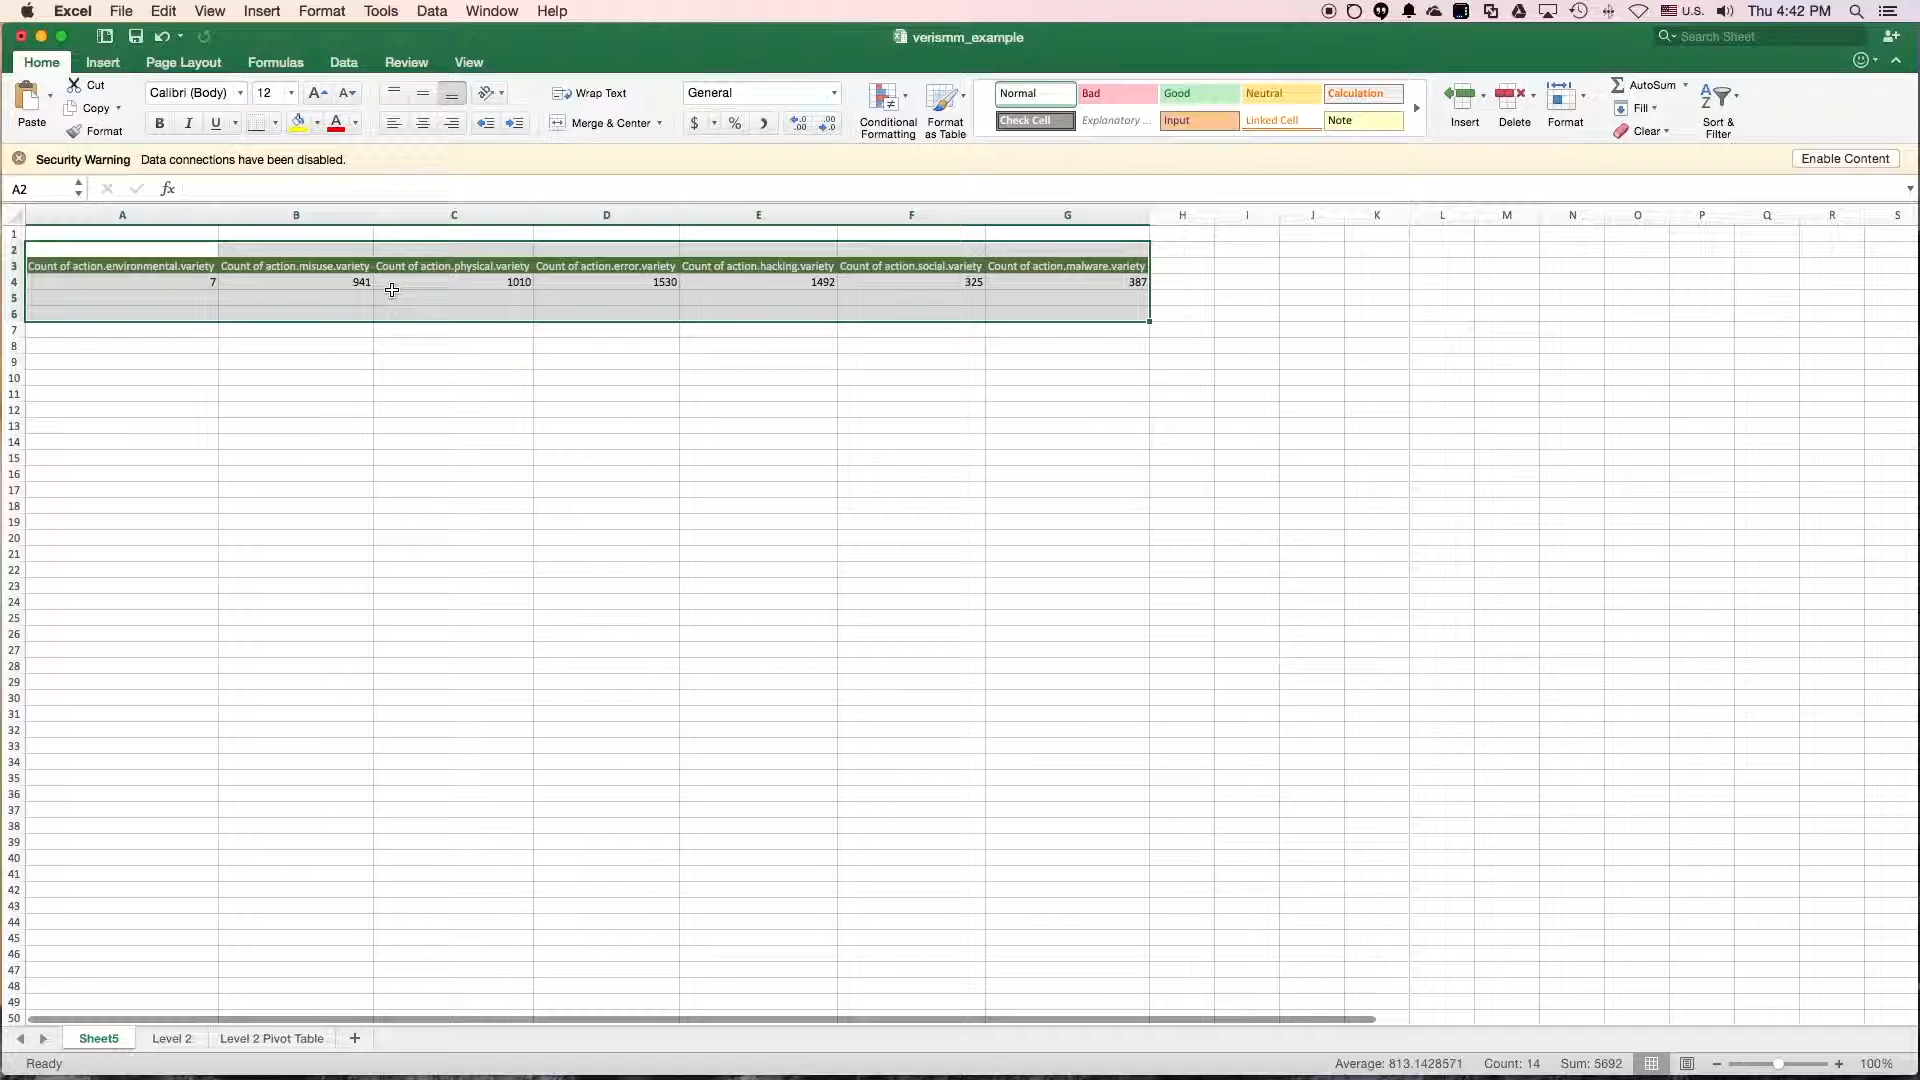 Excel File Edit View Insert Format Tools Data Window Help U.S. Thu 4:42 PM
verismm_example Search Sheet
Home Insert Page Layout Formulas Data Review View
Paste Cut Copy Format
Calibri (Body) 12 A A
B I U A
Wrap Text
Merge & Center
General
$ %
Conditional Formatting
Format as Table
Normal Bad Good Neutral Calculation
Check Cell Explanatory ... Input Linked Cell Note
Insert Delete Format
AutoSum
Fill
Clear
Sort & Filter
Security Warning Data connections have been disabled. Enable Content
A2 fx
A B C D E F G H I J K L M N O P Q R S
1
2
3 Count of action.environmental.variety Count of action.misuse.variety Count of action.physical.variety Count of action.error.variety Count of action.hacking.variety Count of action.social.variety Count of action.malware.variety
4 7 941 1010 1530 1492 325 387
5
6
7
8
9
10
11
12
13
14
15
16
17
18
19
20
21
22
23
24
25
26
27
28
29
30
31
32
33
34
35
36
37
38
39
40
41
42
43
44
45
46
47
48
49
50
Sheet5 Level 2 Level 2 Pivot Table +
Ready Average: 813.1428571 Count: 14 Sum: 5692 100%